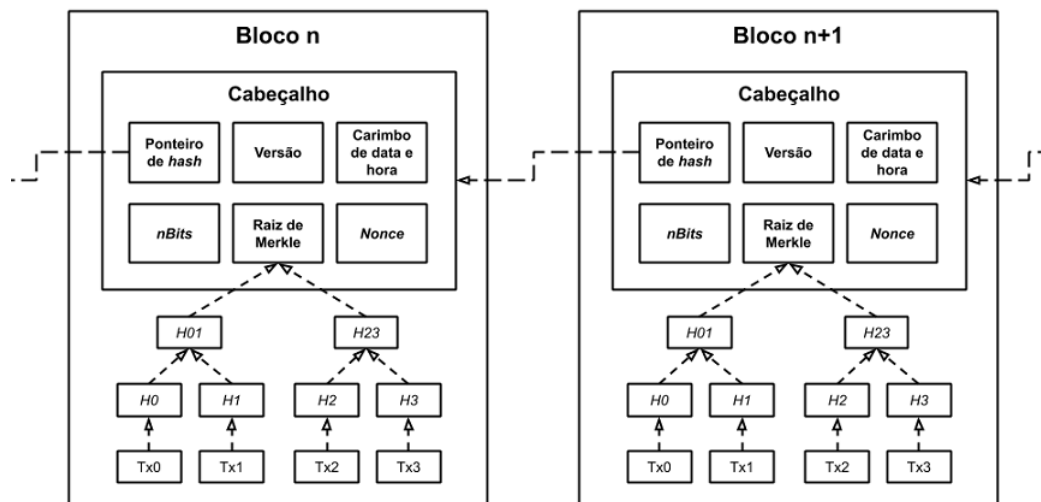 Bloco n
Cabeçalho
Ponteiro
de hash
Versão
Carimbo
de data e
hora
nBits
Raiz de
Merkle
Nonce
H01
H23
H0
H1
H2
H3
Tx0
Tx1
Tx2
Tx3
Bloco n+1
Cabeçalho
Ponteiro
de hash
Versão
Carimbo
de data e
hora
nBits
Raiz de
Merkle
Nonce
H01
H23
H0
H1
H2
H3
Tx0
Tx1
Tx2
Tx3